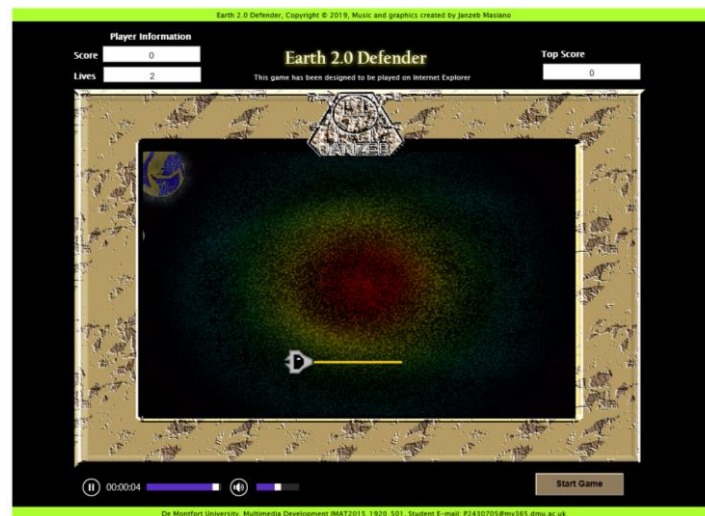 Earth 2.0 Defender, Copyright © 2019, Music and graphics created by Janzeb Masiano
Player Information
Score 0
Lives 2
Earth 2.0 Defender
This game has been designed to be played on Internet Explorer
Top Score
0
JANZEB
00:00:04
Start Game
De Montfort University, Multimedia Development IMAT2015_1920_501, Student E-mail: P2430705@my365.dmu.ac.uk